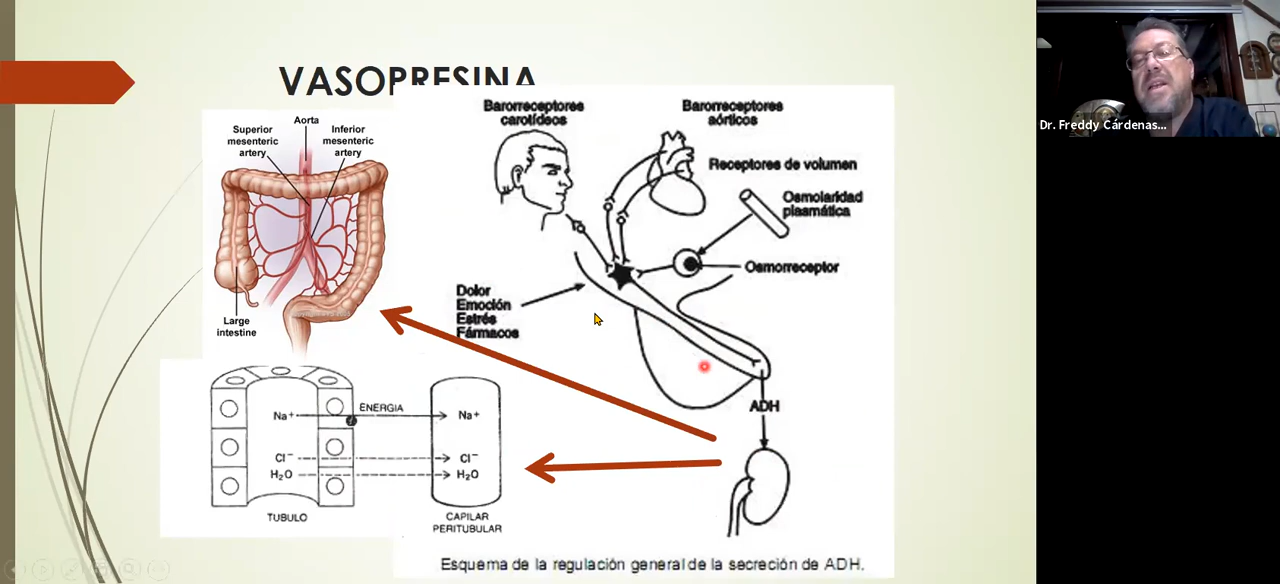 VASOPRESINA
Aorta
Superior
mesenteric
artery
Inferior
mesenteric
artery
Large
intestine
Barorreceptores
carotídeos
Barorreceptores
aórticos
Receptores de volumen
Osmolaridad
plasmática
Osmorreceptor
Dolor
Emoción
Estrés
Fármacos
ADH
Na+
ENERGIA
Na+
Cl−
Cl−
H₂O
H₂O
TUBULO
CAPILAR
PERITUBULAR
Esquema de la regulación general de la secreción de ADH.
Dr. Freddy Cárdenas...